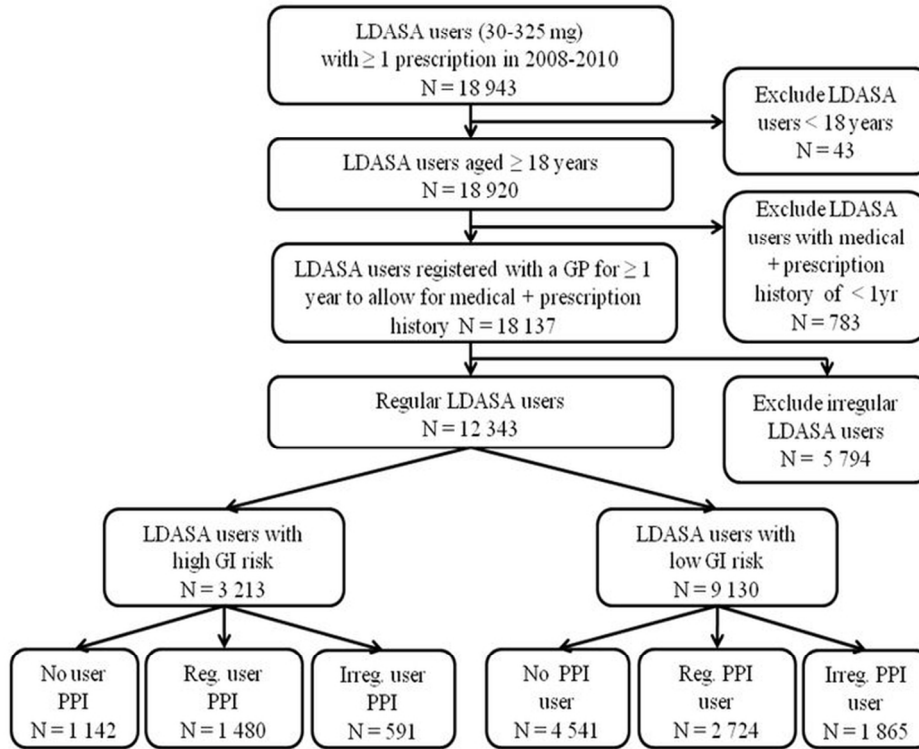 LDASA users (30-325 mg)
with ≥ 1 prescription in 2008-2010
N = 18 943
Exclude LDASA
users < 18 years
N = 43
LDASA users aged ≥ 18 years
N = 18 920
Exclude LDASA
users with medical
+ prescription
history of < 1yr
N = 783
LDASA users registered with a GP for ≥ 1
year to allow for medical + prescription
history N = 18 137
Regular LDASA users
N = 12 343
Exclude irregular
LDASA users
N = 5 794
LDASA users with
high GI risk
N = 3 213
LDASA users with
low GI risk
N = 9 130
No user
PPI
N = 1 142
Reg. user
PPI
N = 1 480
Irreg. user
PPI
N = 591
No PPI
user
N = 4 541
Reg. PPI
user
N = 2 724
Irreg. PPI
user
N = 1 865